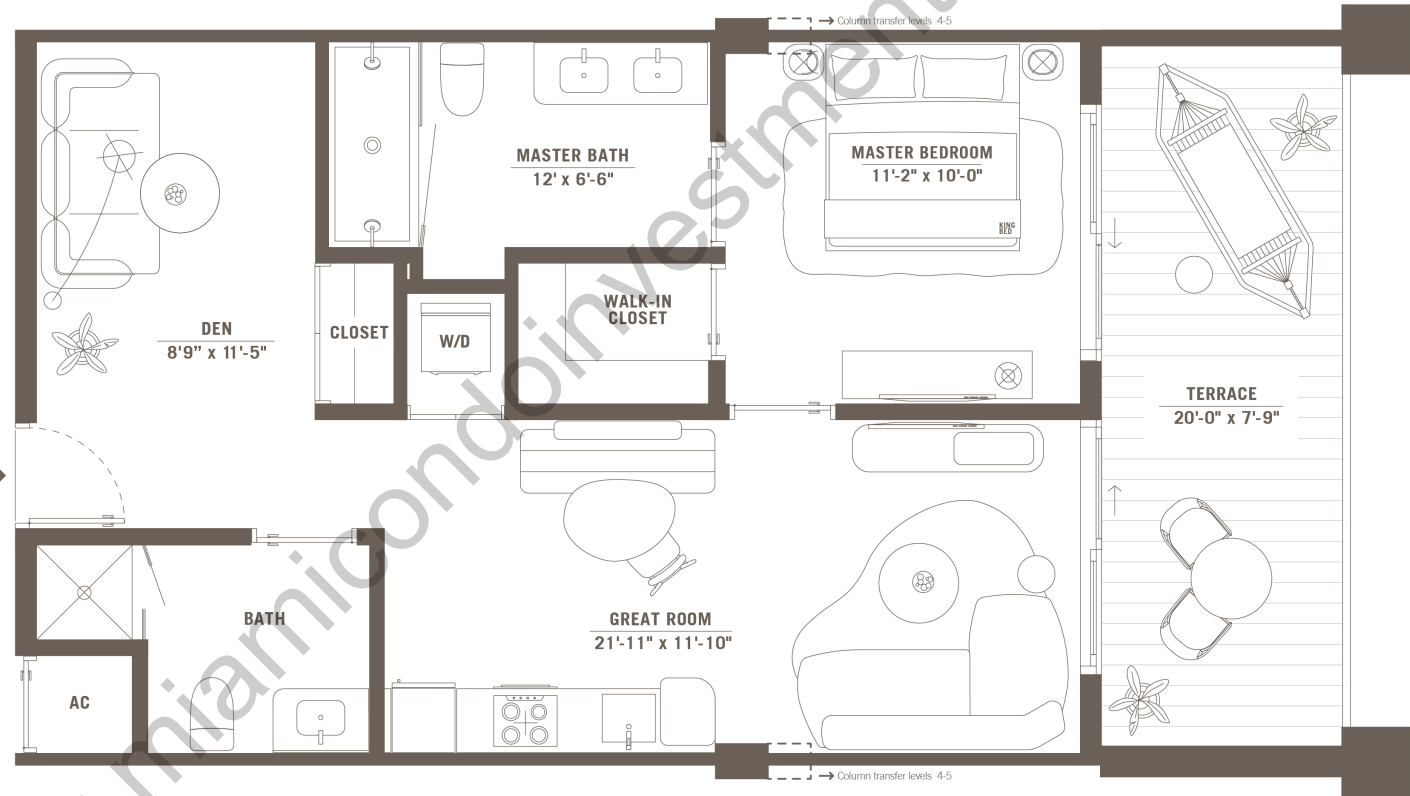 Column transfer levels 4-5
MASTER BATH
12' x 6'-6"
MASTER BEDROOM
11'-2" x 10'-0"
KING
BED
WALK-IN
CLOSET
DEN
8'9” x 11'-5"
CLOSET
W/D
TERRACE
20'-0" x 7'-9"
BATH
GREAT ROOM
21'-11" x 11'-10"
AC
Column transfer levels 4-5
miamicondoinvestment